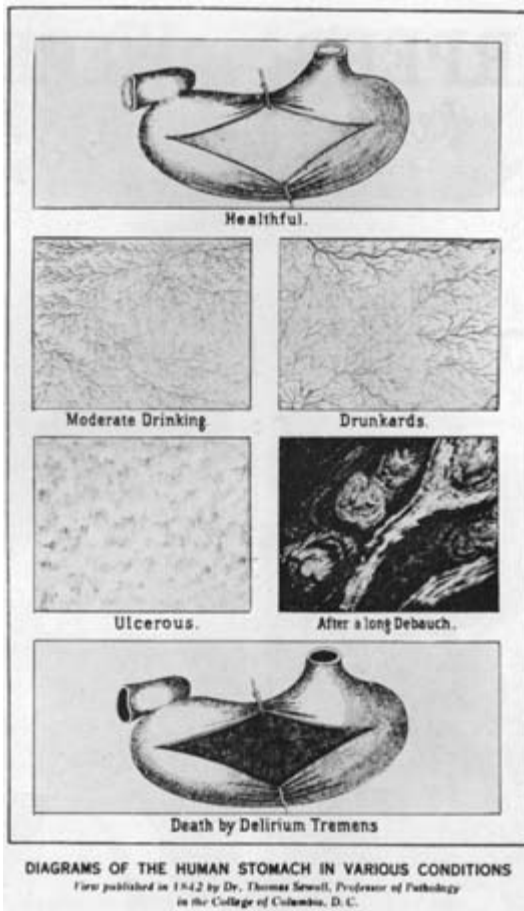 Healthful.
Moderate Drinking.
Drunkards.
Ulcerous.
After a long Debauch.
Death by Delirium Tremens
DIAGRAMS OF THE HUMAN STOMACH IN VARIOUS CONDITIONS
First published in 1842 by Dr. Thomas Sewall, Professor of Pathology
in the College of Columbia, D. C.